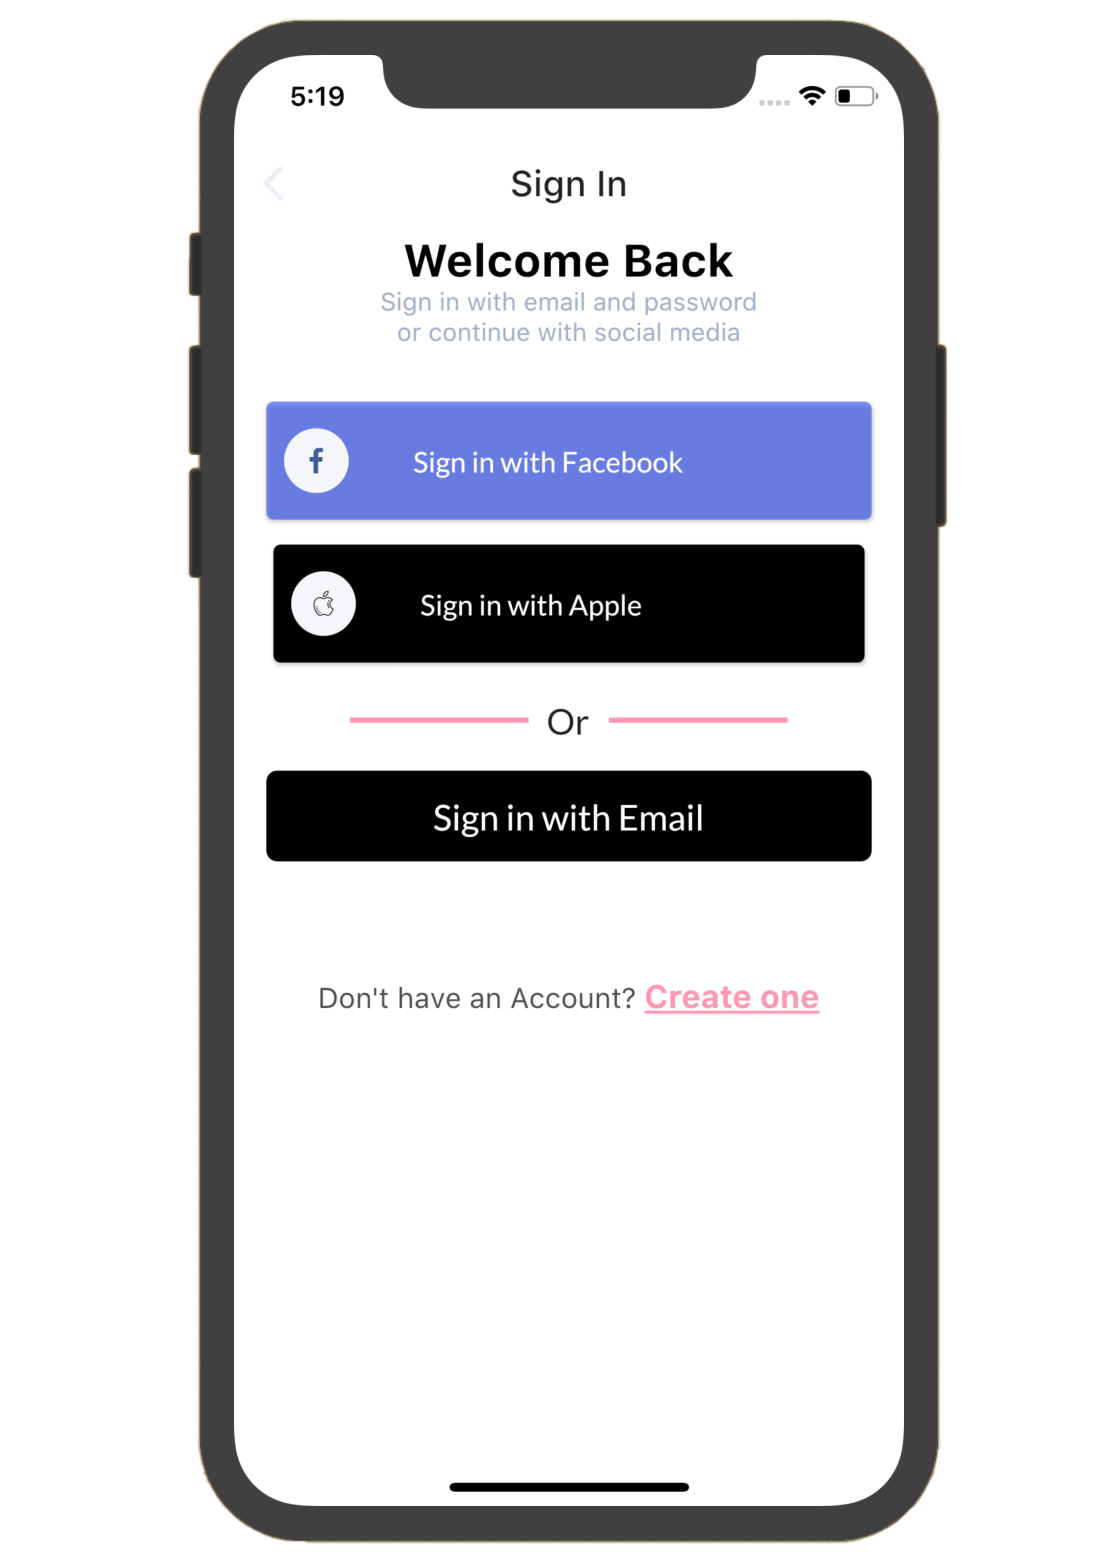 5:19
Sign In
Welcome Back
Sign in with email and password
or continue with social media
f
Sign in with Facebook
Sign in with Apple
Or
Sign in with Email
Don't have an Account? Create one